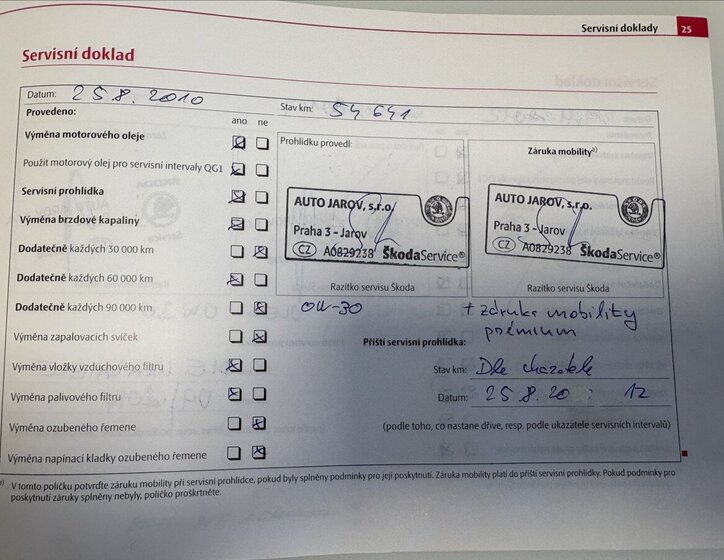 Servisní doklady 25
Servisní doklad
Datum: 25.8.2010 Stav km: 54 641
Provedeno: ano ne
Výměna motorového oleje
Použit motorový olej pro servisní intervaly QG1
Servisní prohlídka
Výměna brzdové kapaliny
Dodatečně každých 30 000 km
Dodatečně každých 60 000 km
Dodatečně každých 90 000 km
Výměna zapalovacích svíček
Výměna vložky vzduchového filtru
Výměna palivového filtru
Výměna ozubeného řemene
Výměna napínací kladky ozubeného řemene
Prohlídku provedl:
AUTO JAROV, s.r.o.
Praha 3 - Jarov
CZ A0829238 ŠkodaService®
Razítko servisu Škoda
0W-30
Záruka mobilitya)
AUTO JAROV, s.r.o.
Praha 3 - Jarov
CZ A0829238 ŠkodaService®
Razítko servisu Škoda
+ záruka mobility
prémium
Příští servisní prohlídka:
Stav km: Dle ukazatele
Datum: 25 8. 20 12
(podle toho, co nastane dříve, resp. podle ukazatele servisních intervalů)
a) V tomto políčku potvrďte záruku mobility při servisní prohlídce, pokud byly splněny podmínky pro její poskytnutí. Záruka mobility platí do příští servisní prohlídky. Pokud podmínky pro
poskytnutí záruky splněny nebyly, políčko proškrtněte.